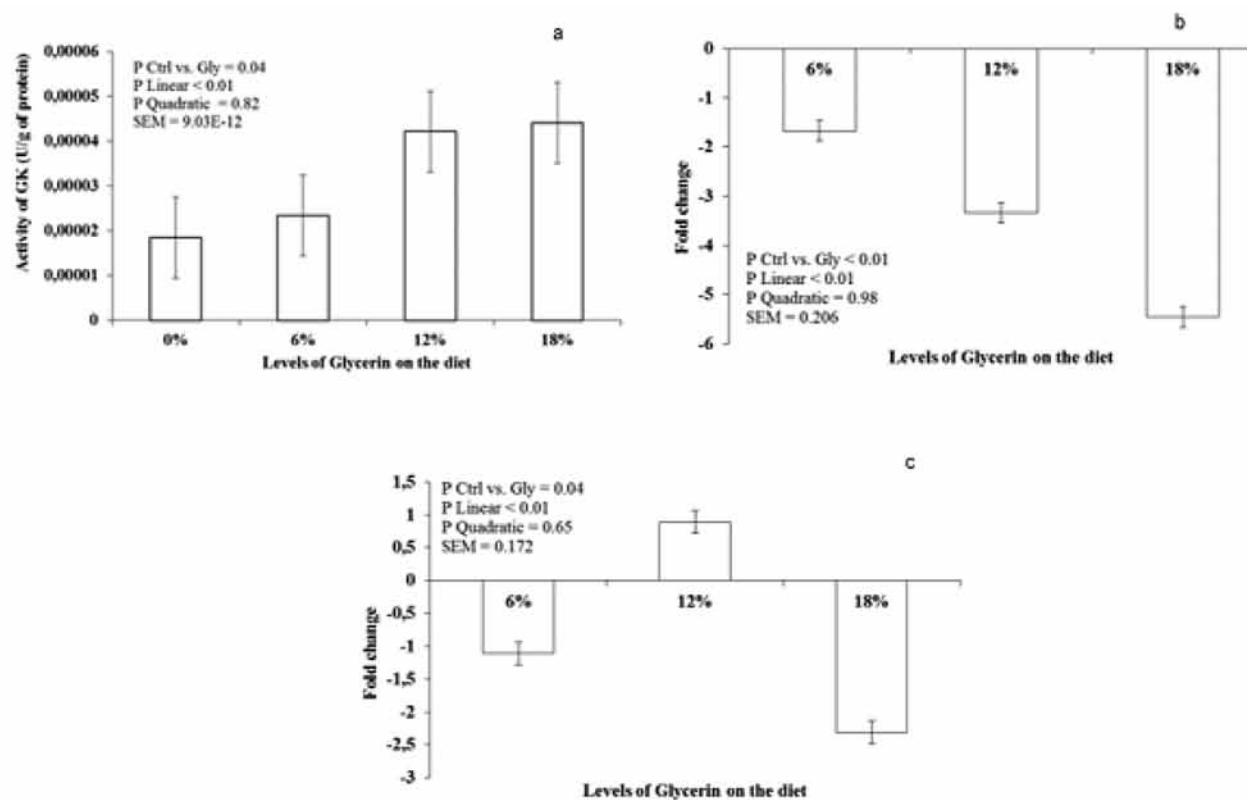 a
0,00006
0,00005
0,00004
0,00003
0,00002
0,00001
0
Activity of GK (U/g of protein)
P Ctrl vs. Gly = 0.04
P Linear < 0.01
P Quadratic = 0.82
SEM = 9.03E-12
0%
6%
12%
18%
Levels of Glycerin on the diet
b
0
-1
-2
-3
-4
-5
-6
Fold change
6%
12%
18%
P Ctrl vs. Gly < 0.01
P Linear < 0.01
P Quadratic = 0.98
SEM = 0.206
Levels of Glycerin on the diet
c
1,5
1
0,5
0
-0,5
-1
-1,5
-2
-2,5
-3
Fold change
P Ctrl vs. Gly = 0.04
P Linear < 0.01
P Quadratic = 0.65
SEM = 0.172
6%
12%
18%
Levels of Glycerin on the diet